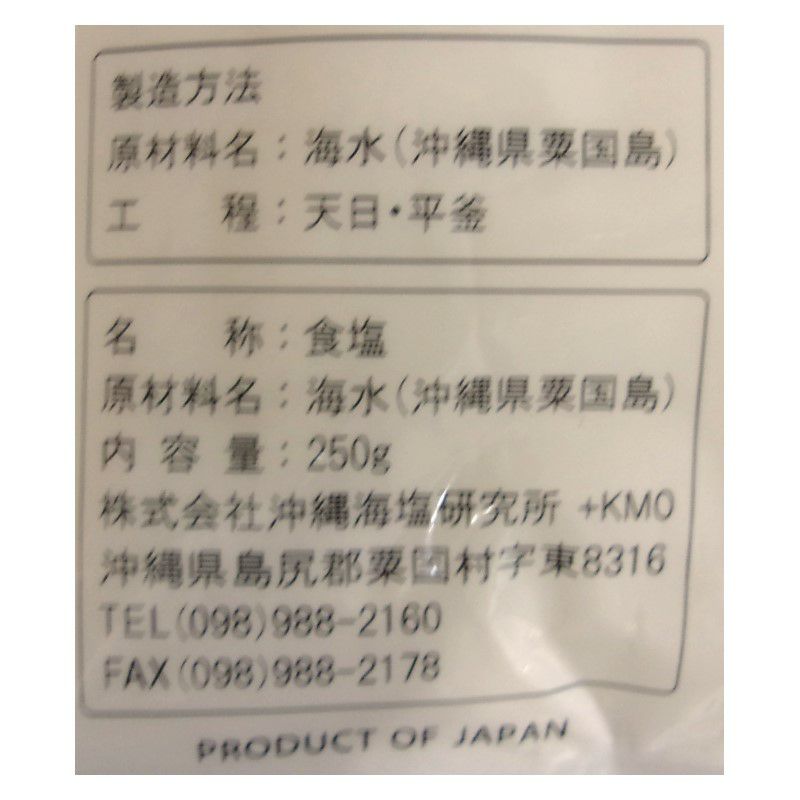 製造方法
原材料名：海水（沖縄県粟国島）
工　　程：天日・平釜
名　　称：食塩
原材料名：海水（沖縄県粟国島）
内 容 量：250g
株式会社沖縄海塩研究所 +KMO
沖縄県島尻郡粟国村字東8316
TEL(098)988-2160
FAX(098)988-2178
PRODUCT OF JAPAN